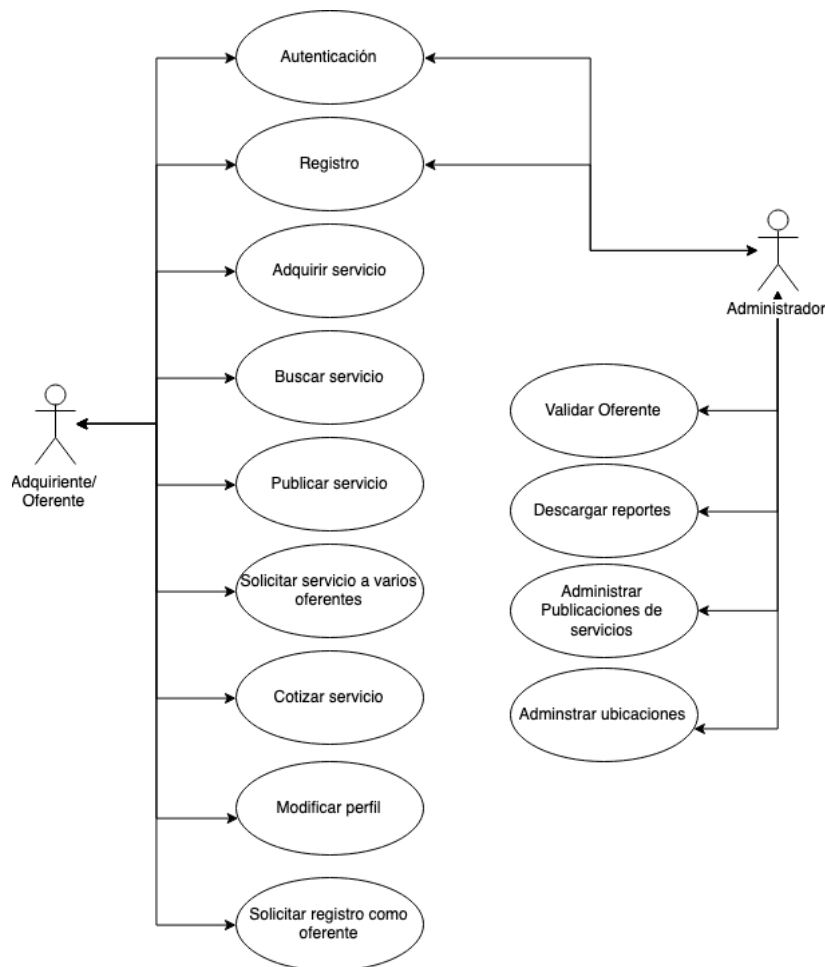 Autenticación
Registro
Adquirir servicio
Buscar servicio
Publicar servicio
Solicitar servicio a varios
oferentes
Cotizar servicio
Modificar perfil
Solicitar registro como
oferente
Adquiriente/
Oferente
Administrador
Validar Oferente
Descargar reportes
Administrar
Publicaciones de
servicios
Adminstrar ubicaciones